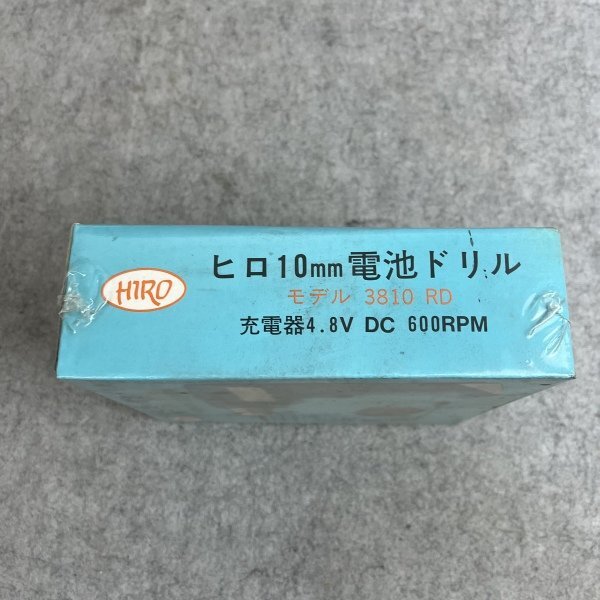 HIRO
ヒロ10mm電池ドリル
モデル 3810 RD
充電器4.8V DC 600RPM